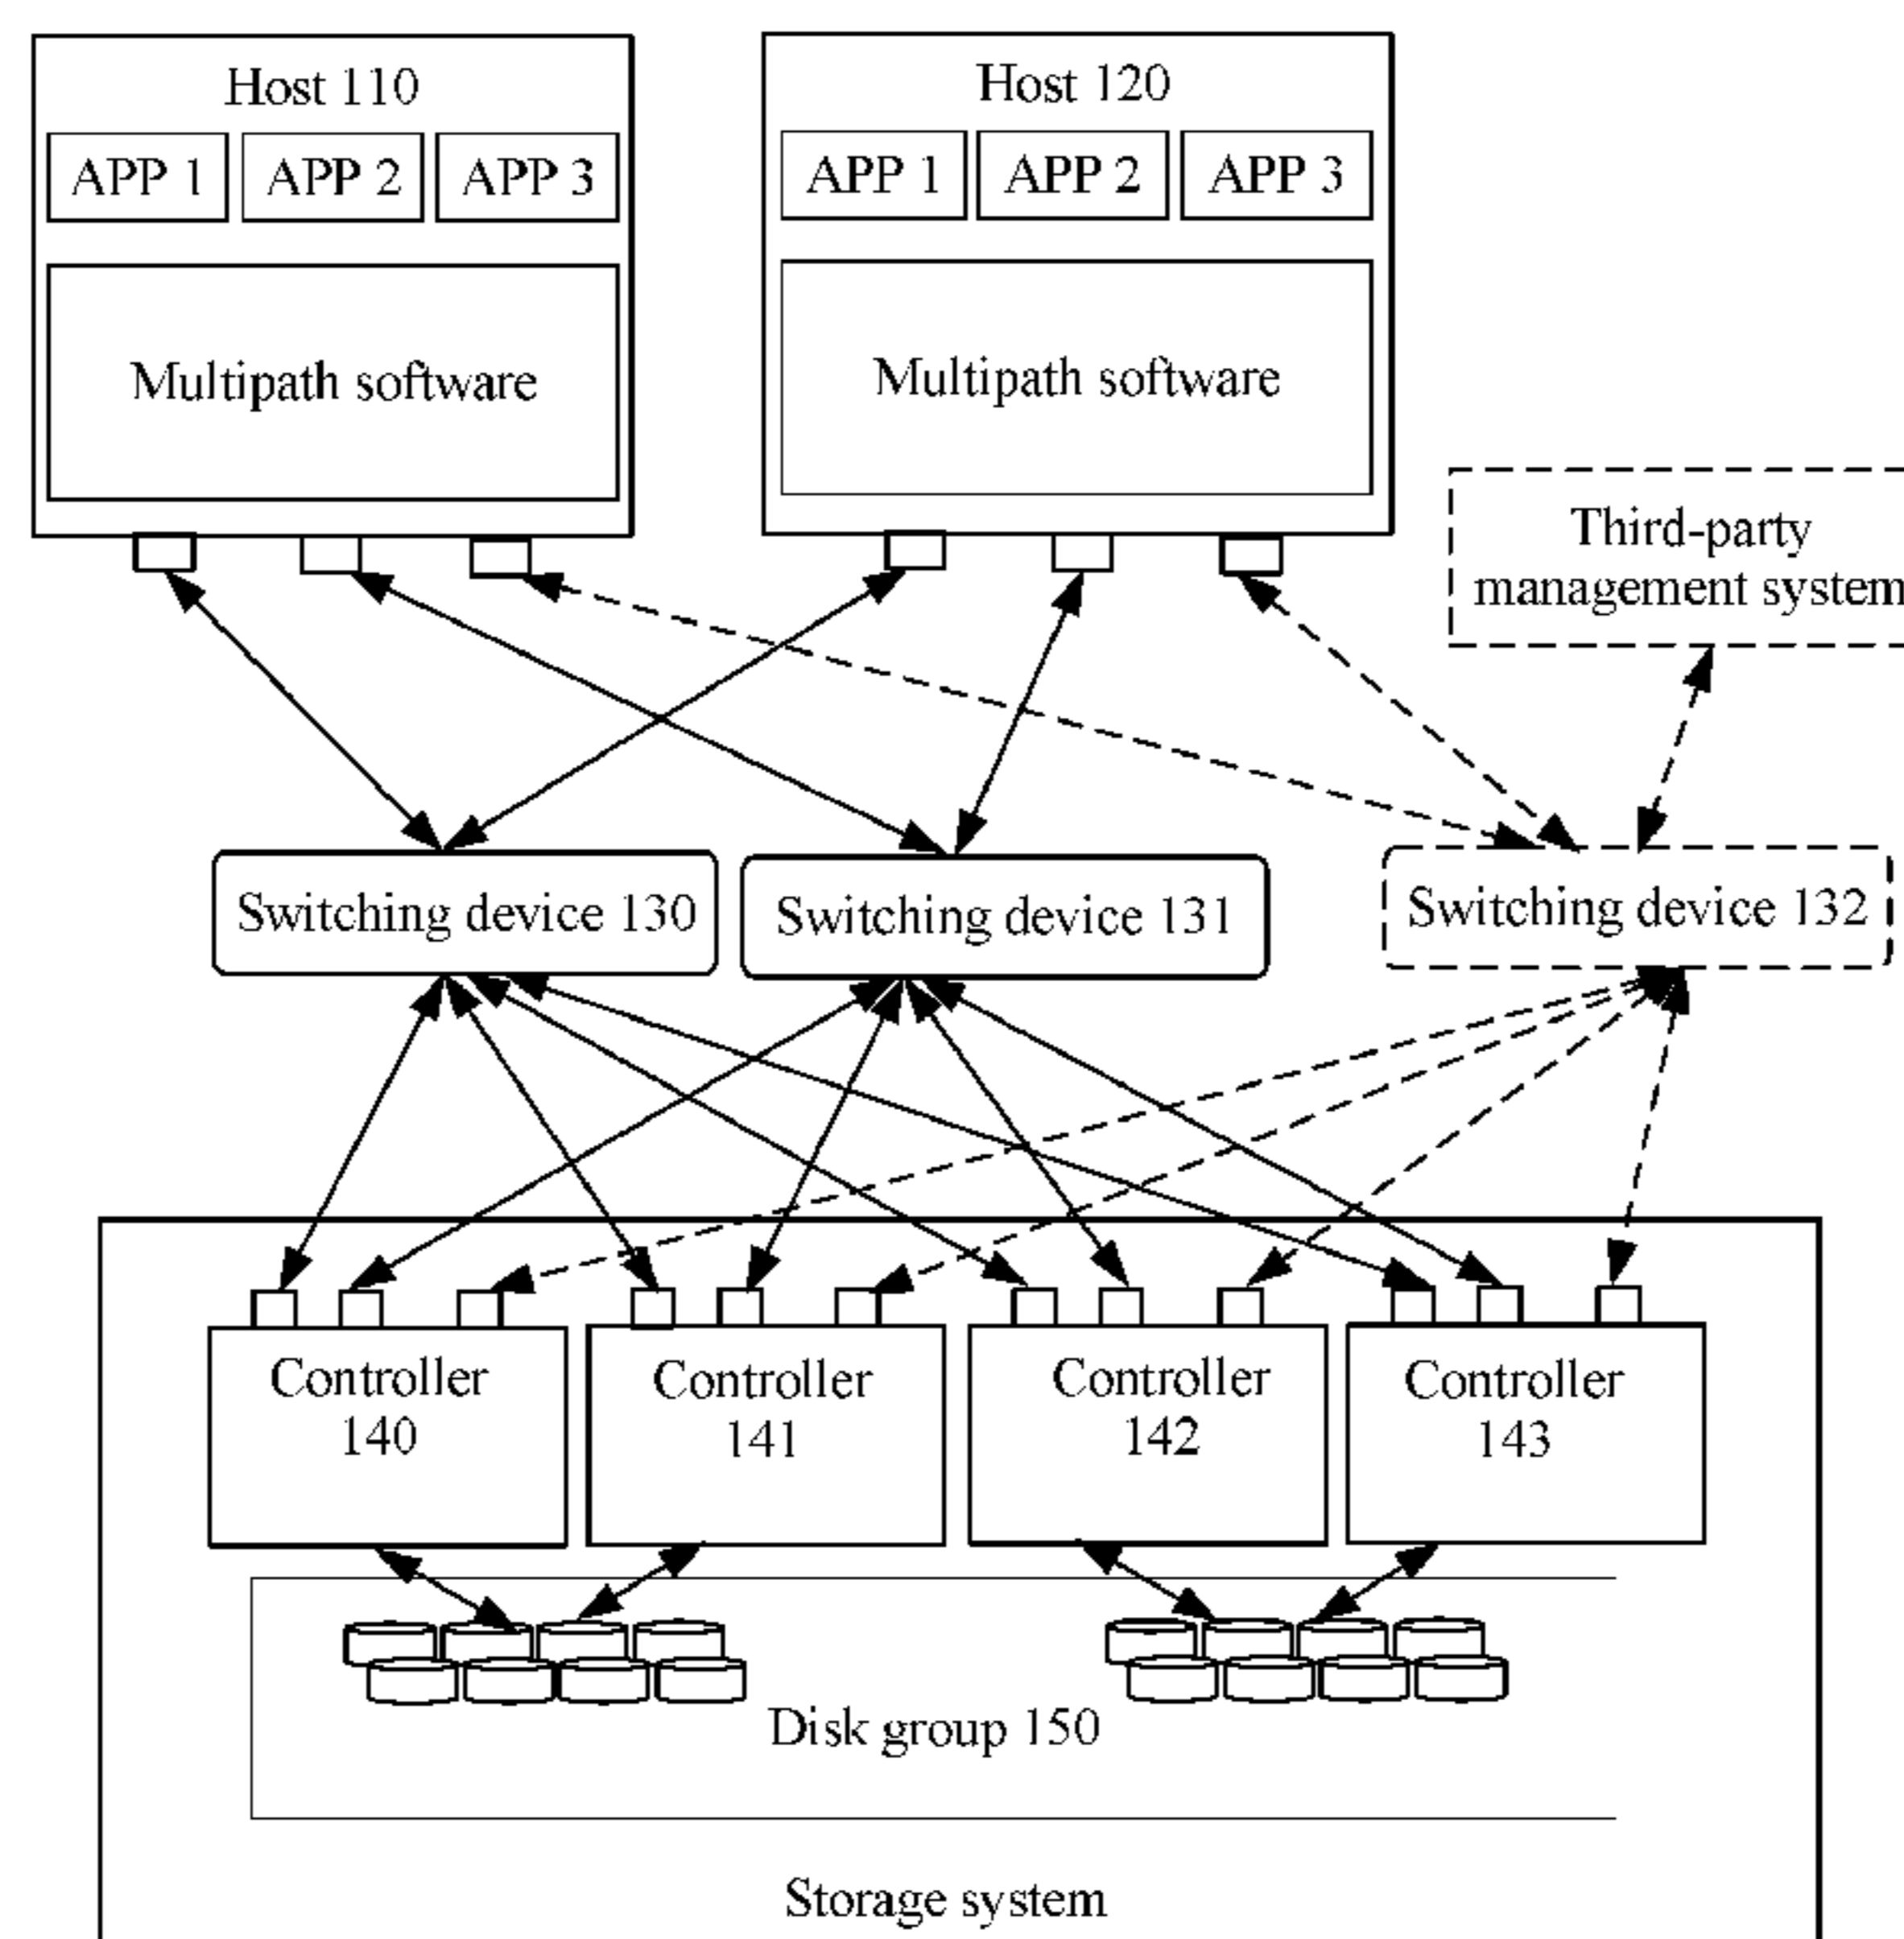 Host 110
APP 1
APP 2
APP 3
Multipath software
Host 120
APP 1
APP 2
APP 3
Multipath software
Third-party
management system
Switching device 130
Switching device 131
Switching device 132
Controller
140
Controller
141
Controller
142
Controller
143
Disk group 150
Storage system